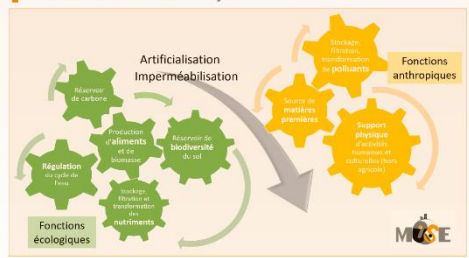 Artificialisation
Imperméabilisation
Réservoir
de carbone
Production
d'aliments
et de
biomasse
Réservoir de
biodiversité
du sol
Régulation
du cycle de
l'eau
Stockage,
filtration et
transformation
des
nutriments
Fonctions
écologiques
Stockage,
filtration,
transformation
de polluants
Fonctions
anthropiques
Source de
matières
premières
Support
physique
d'activités
humaines et
culturelles (hors
agricole)
MUSE